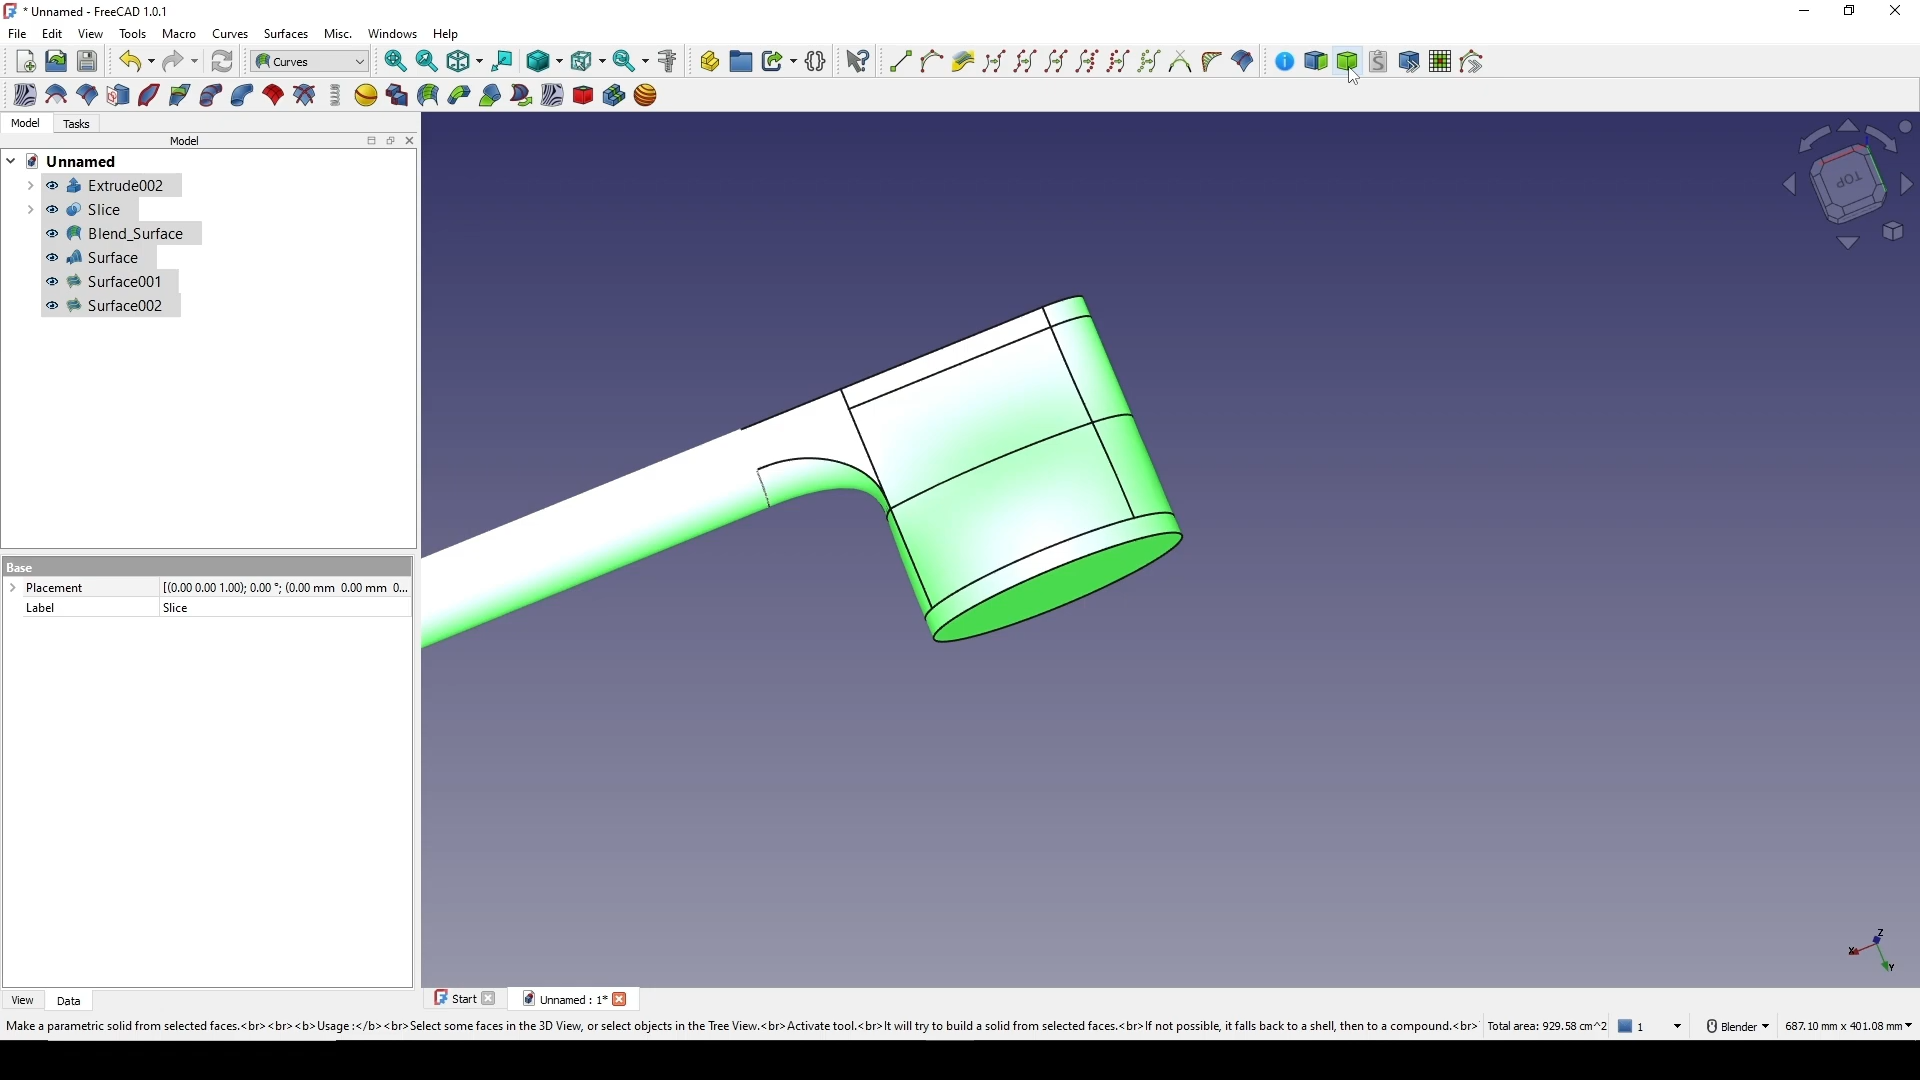 * Unnamed - FreeCAD 1.0.1
File Edit View Tools Macro Curves Surfaces Misc. Windows Help
Curves
Model Tasks
Model
Unnamed
Extrude002
Slice
Blend_Surface
Surface
Surface001
Surface002
TOP
Base
Placement [(0.00 0.00 1.00); 0.00 °; (0.00 mm 0.00 mm 0...
Label Slice
Z
X
Y
View Data
Start Unnamed : 1*
Make a parametric solid from selected faces.<br><br><b>Usage :</b><br>Select some faces in the 3D View, or select objects in the Tree View.<br>Activate tool.<br>It will try to build a solid from selected faces.<br>If not possible, it falls back to a shell, then to a compound.<br> Total area: 929.58 cm^2 1 Blender 687.10 mm x 401.08 mm